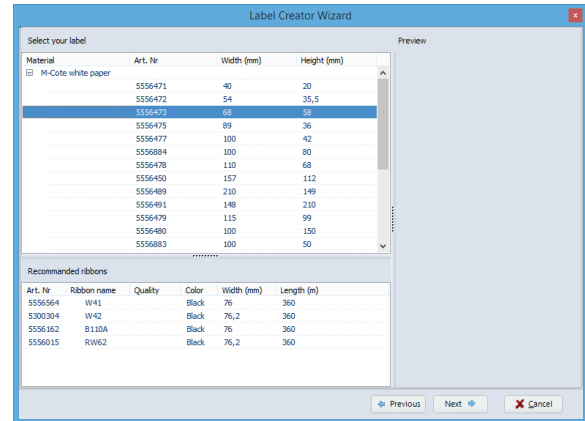 Label Creator Wizard
x
Select your label
Preview
Material Art. Nr Width (mm) Height (mm)
M-Cote white paper
5556471 40 20
5556472 54 35,5
5556473 68 58
5556475 89 36
5556477 100 42
5556884 100 80
5556478 110 68
5556450 157 112
5556489 210 149
5556491 148 210
5556479 115 99
5556480 100 150
5556883 100 50
Recommanded ribbons
Art. Nr Ribbon name Quality Color Width (mm) Length (m)
5556564 W41 Black 76 360
5300304 W42 Black 76,2 360
5556162 B110A Black 76 360
5556015 RW62 Black 76,2 360
Previous Next Cancel